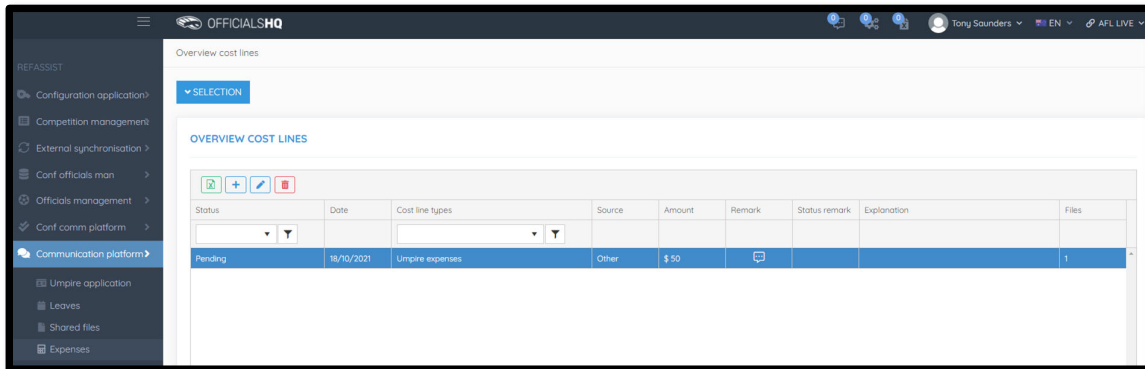 OFFICIALSHQ
0
0
0
Tony Saunders
EN
AFL LIVE
REFASSIST
Configuration application
Competition management
External synchronisation
Conf officials man
Officials management
Conf comm platform
Communication platform
Umpire application
Leaves
Shared files
Expenses
Overview cost lines
SELECTION
OVERVIEW COST LINES
Status Date Cost line types Source Amount Remark Status remark Explanation Files
Pending 18/10/2021 Umpire expenses Other $ 50 1